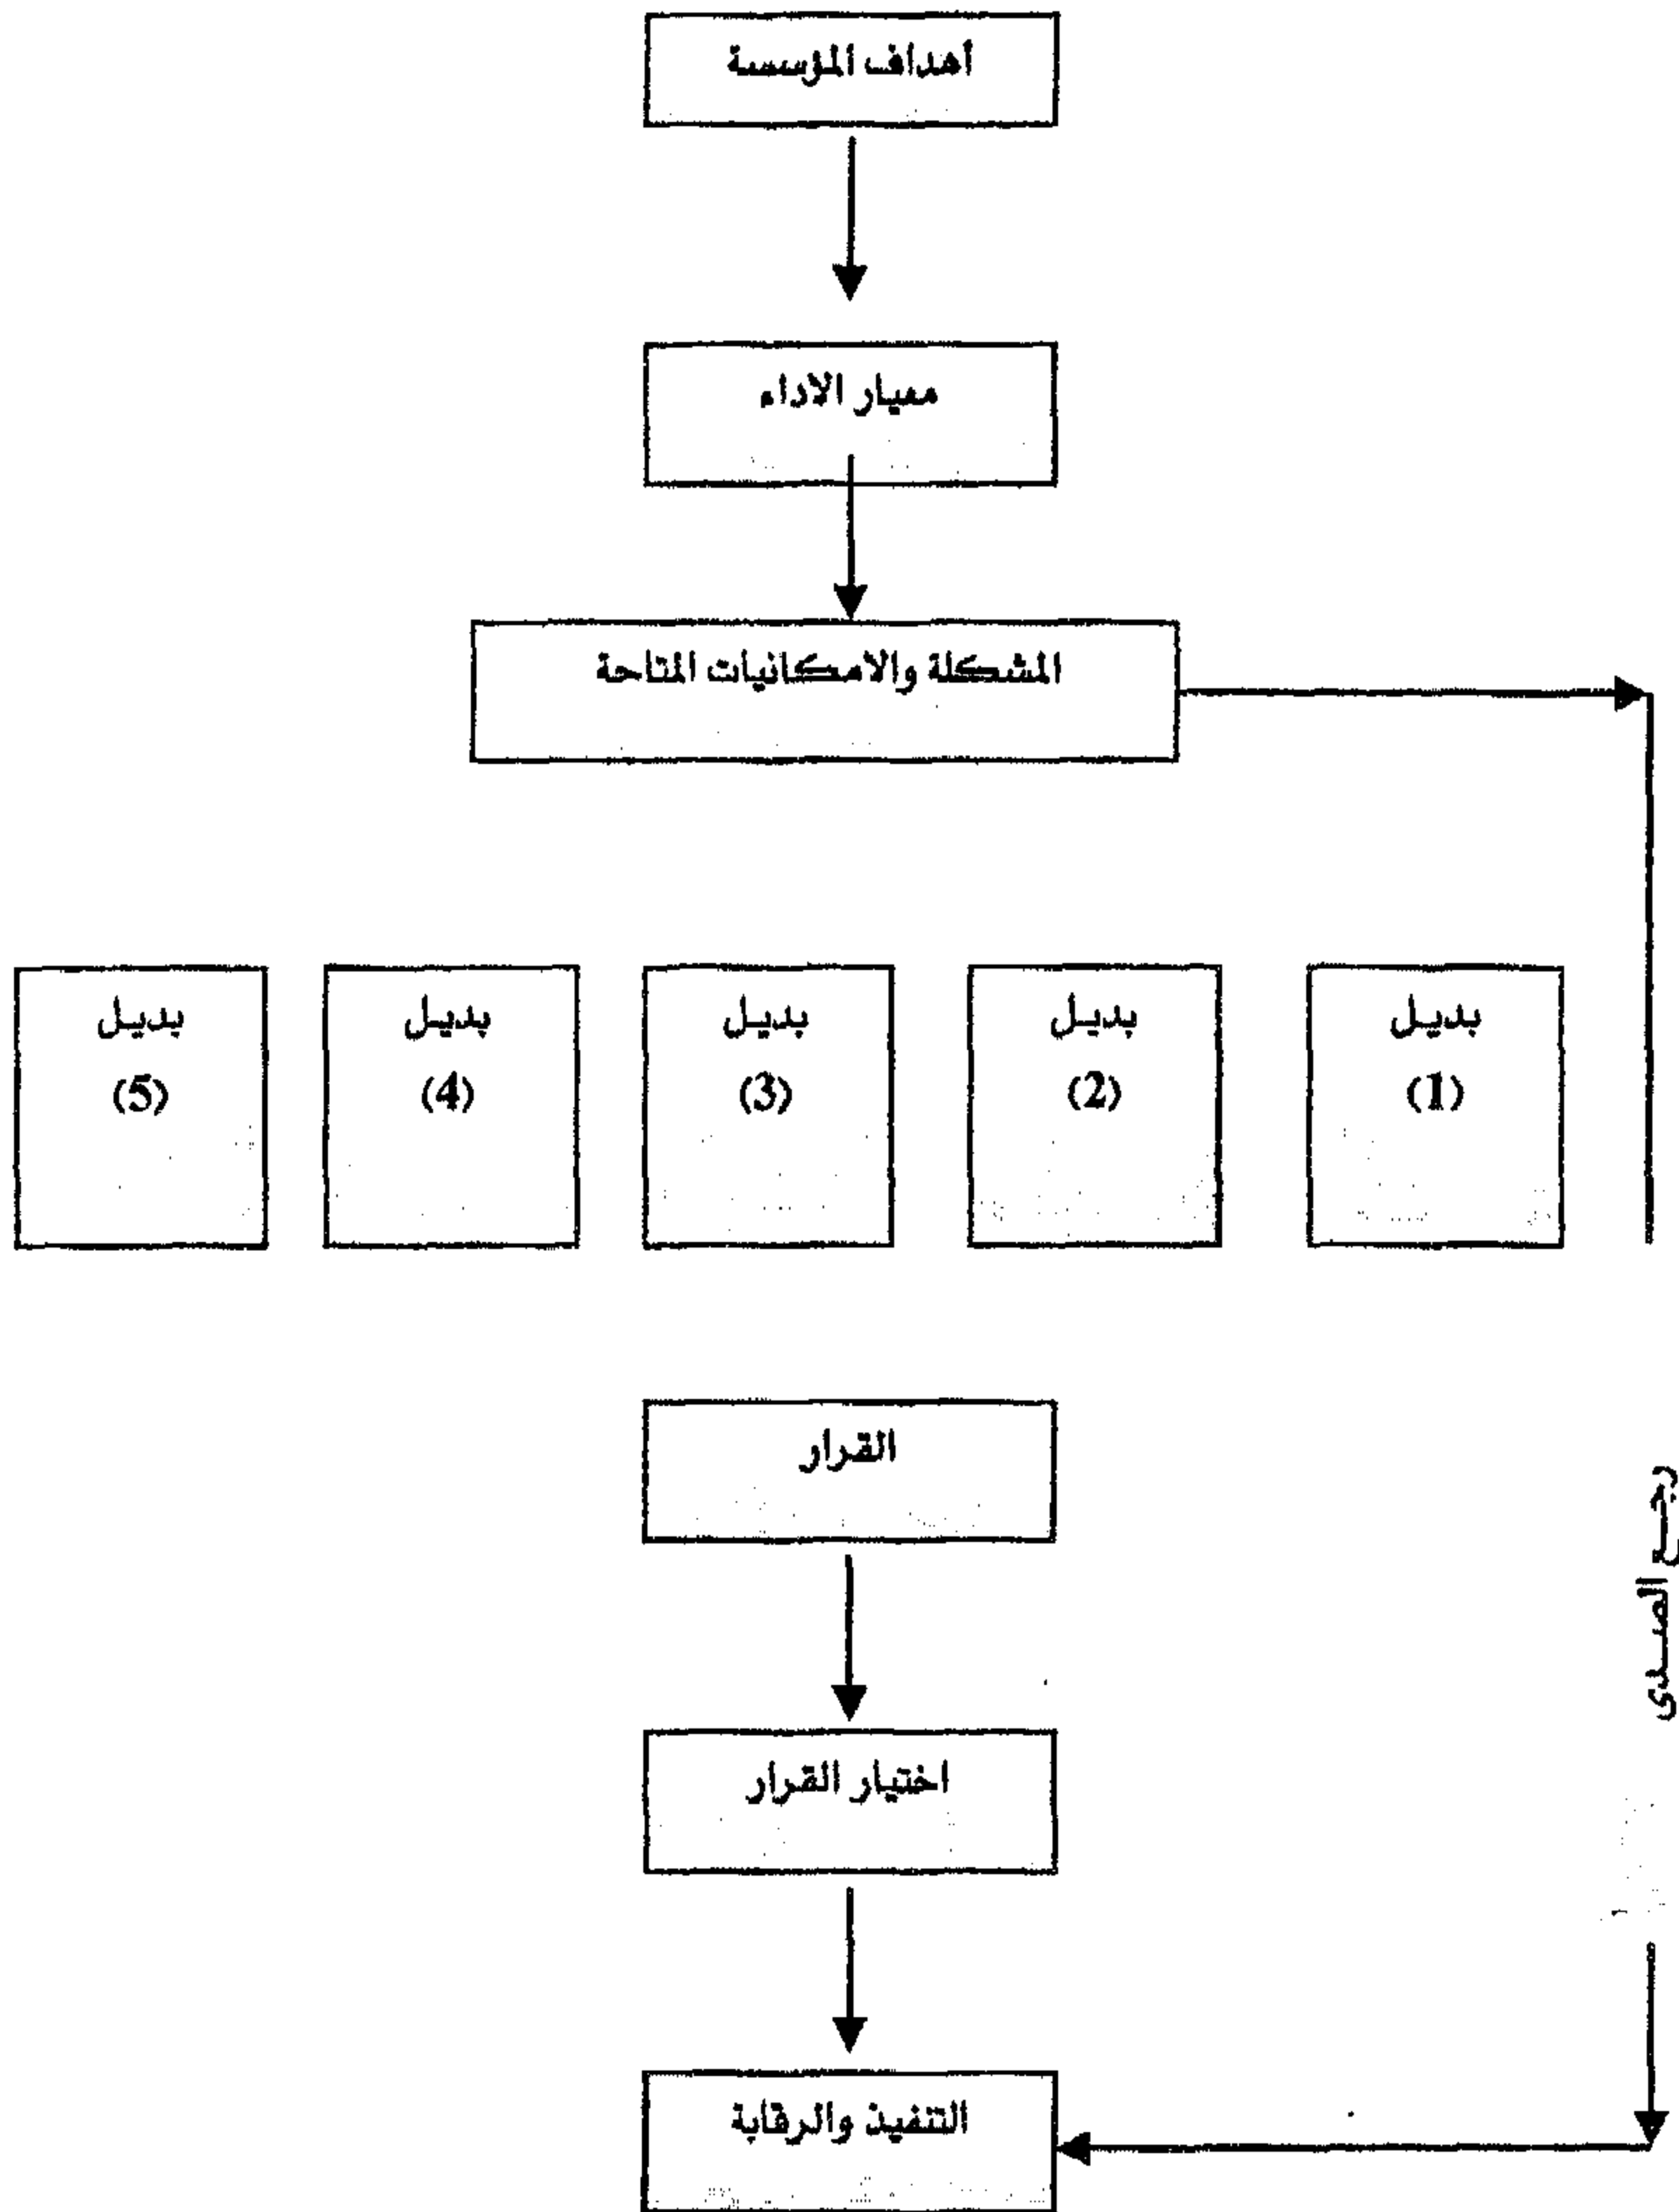 أهداف المؤسسة
معيار الاداء
المشكلة والامكانيات المتاحة
بديل
(1)
بديل
(2)
بديل
(3)
بديل
(4)
بديل
(5)
القرار
رجع الصدى
اختيار القرار
التنفيذ والرقابة